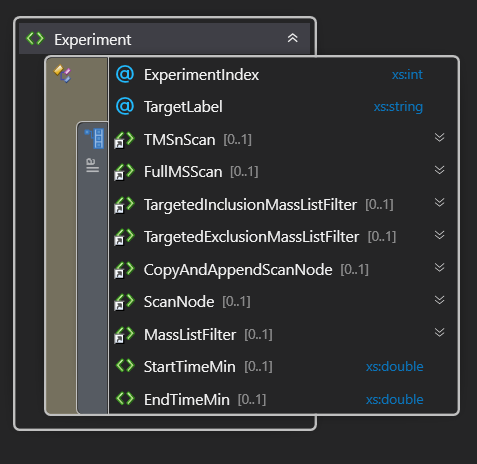 Experiment
@ ExperimentIndex xs:int
@ TargetLabel xs:string
TMSnScan [0..1]
FullMSScan [0..1]
TargetedInclusionMassListFilter [0..1]
TargetedExclusionMassListFilter [0..1]
CopyAndAppendScanNode [0..1]
ScanNode [0..1]
MassListFilter [0..1]
StartTimeMin [0..1] xs:double
EndTimeMin [0..1] xs:double
all